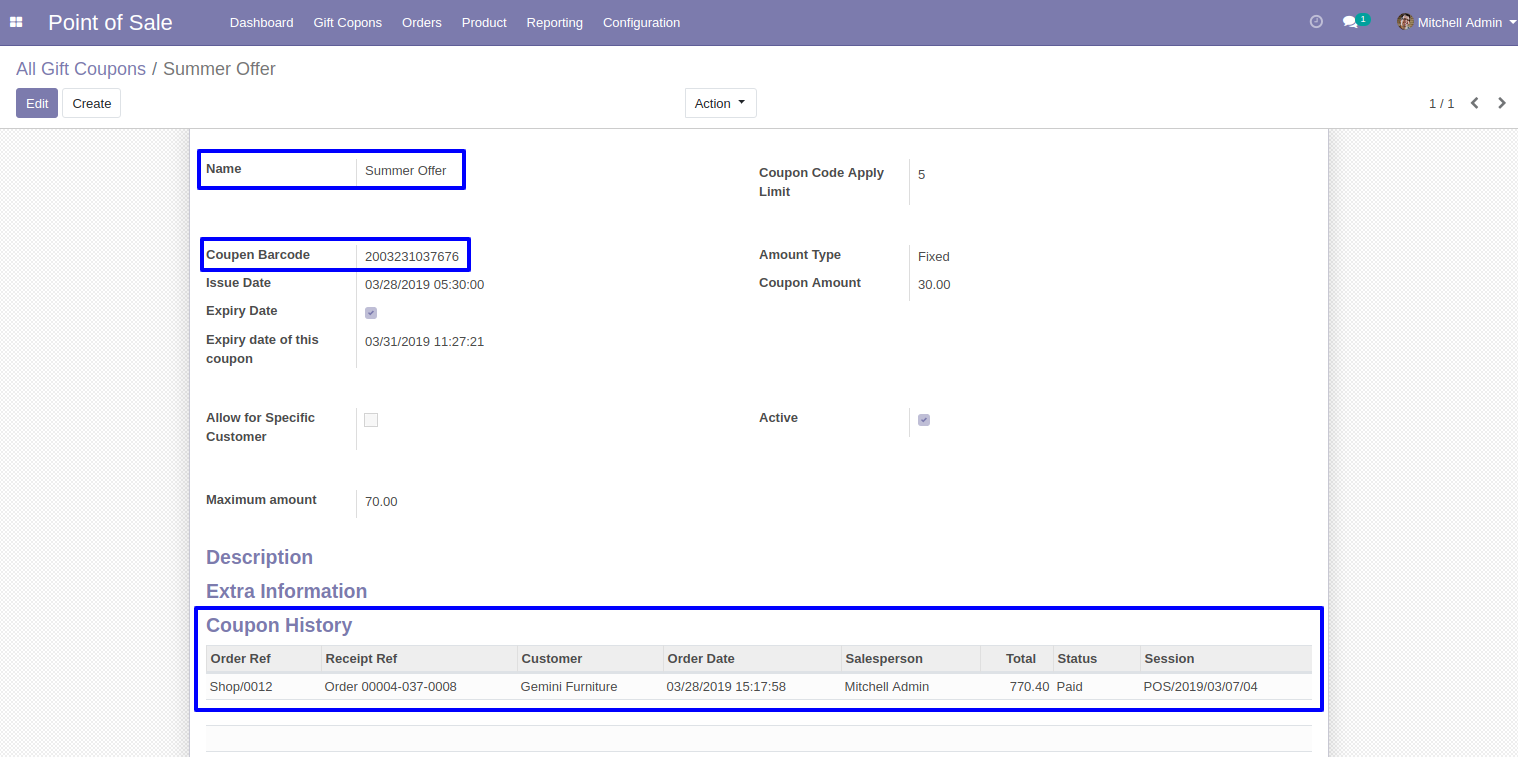 Point of Sale Dashboard Gift Copons Orders Product Reporting Configuration 1 Mitchell Admin
All Gift Coupons / Summer Offer
Edit Create Action 1 / 1
Name Summer Offer
Coupon Code Apply Limit 5
Coupen Barcode 2003231037676
Amount Type Fixed
Issue Date 03/28/2019 05:30:00
Coupon Amount 30.00
Expiry Date
Expiry date of this coupon 03/31/2019 11:27:21
Allow for Specific Customer
Active
Maximum amount 70.00
Description
Extra Information
Coupon History
Order Ref Receipt Ref Customer Order Date Salesperson Total Status Session
Shop/0012 Order 00004-037-0008 Gemini Furniture 03/28/2019 15:17:58 Mitchell Admin 770.40 Paid POS/2019/03/07/04